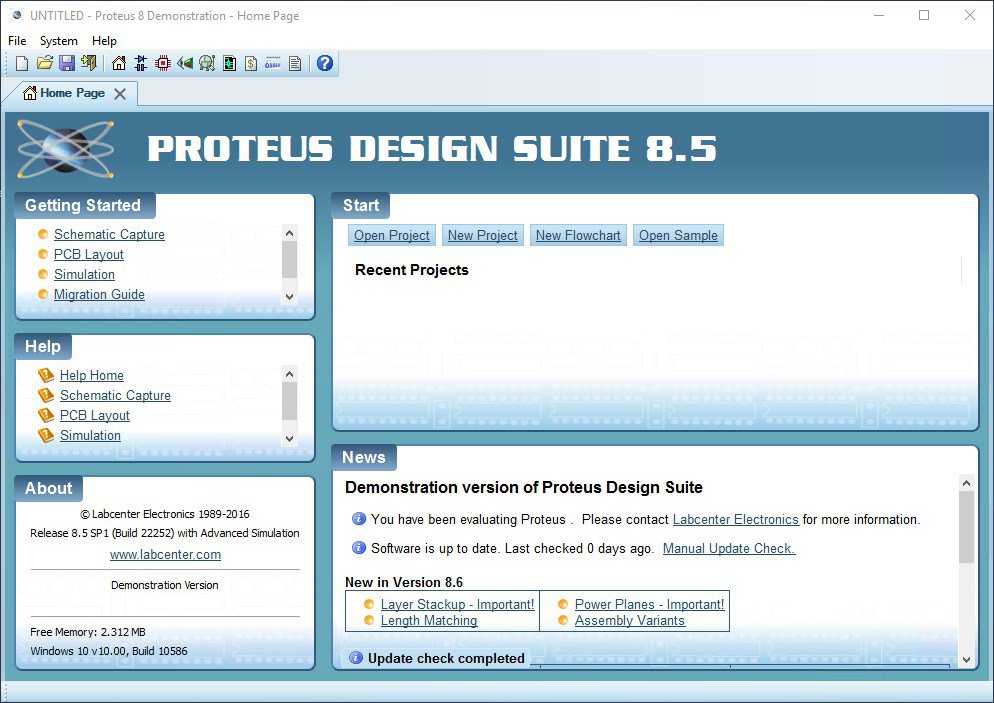 UNTITLED - Proteus 8 Demonstration - Home Page
File System Help
Home Page
PROTEUS DESIGN SUITE 8.5
Getting Started
Schematic Capture
PCB Layout
Simulation
Migration Guide
Help
Help Home
Schematic Capture
PCB Layout
Simulation
About
© Labcenter Electronics 1989-2016
Release 8.5 SP1 (Build 22252) with Advanced Simulation
www.labcenter.com
Demonstration Version
Free Memory: 2.312 MB
Windows 10 v10.00, Build 10586
Start
Open Project New Project New Flowchart Open Sample
Recent Projects
News
Demonstration version of Proteus Design Suite
You have been evaluating Proteus . Please contact Labcenter Electronics for more information.
Software is up to date. Last checked 0 days ago. Manual Update Check.
New in Version 8.6
Layer Stackup - Important! Power Planes - Important!
Length Matching Assembly Variants
Update check completed